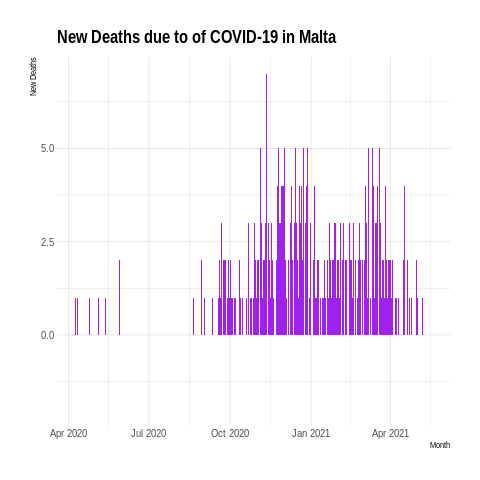 New Deaths due to of COVID-19 in Malta
New Deaths
5.0
2.5
0.0
Apr 2020 Jul 2020 Oct 2020 Jan 2021 Apr 2021
Month